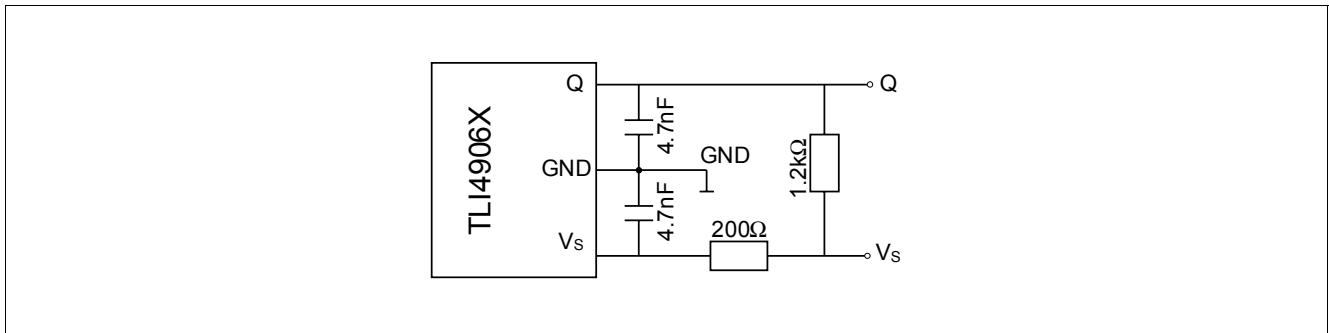 TLI4906X
Q
4.7nF
Q
GND
GND
1.2kΩ
4.7nF
200Ω
VS
VS